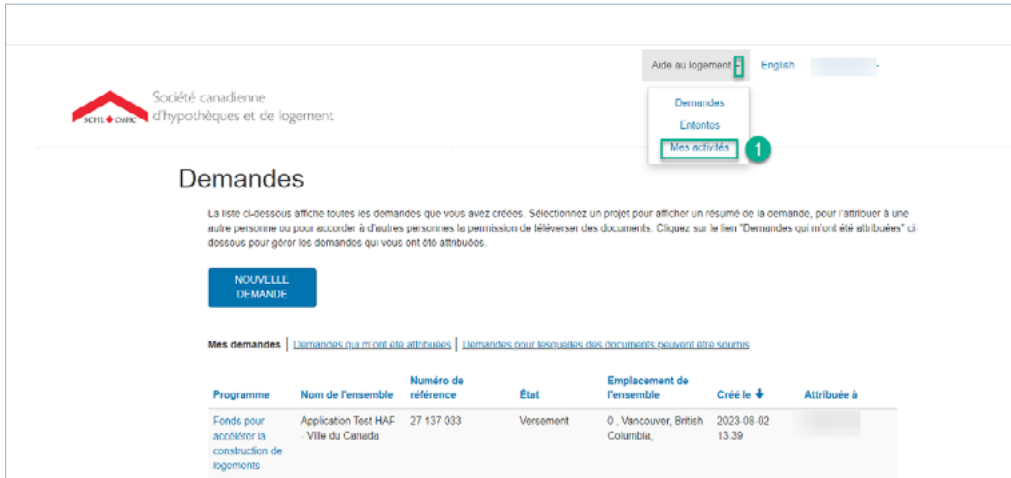 Aide au logement
English
Société canadienne
d'hypothèques et de logement
SCHL CMHC
Demandes
Ententes
Mes activités
1
Demandes
La liste ci-dessous affiche toutes les demandes que vous avez créées. Sélectionnez un projet pour afficher un résumé de la demande, pour l'attribuer à une
autre personne ou pour accorder à d'autres personnes la permission de téléverser des documents. Cliquez sur le lien "Demandes qui m'ont été attribuées" ci-
dessous pour gérer les demandes qui vous ont été attribuées.
NOUVELLE
DEMANDE
Mes demandes | Demandes qui m'ont été attribuées | Demandes pour lesquelles des documents peuvent être soumis
Programme Nom de l'ensemble Numéro de référence État Emplacement de l'ensemble Créé le Attribuée à
Fonds pour accélérer la construction de logements
Application Test HAF - Ville du Canada
27 137 033
Versement
0 , Vancouver, British Columbia,
2023-08-02 13:39